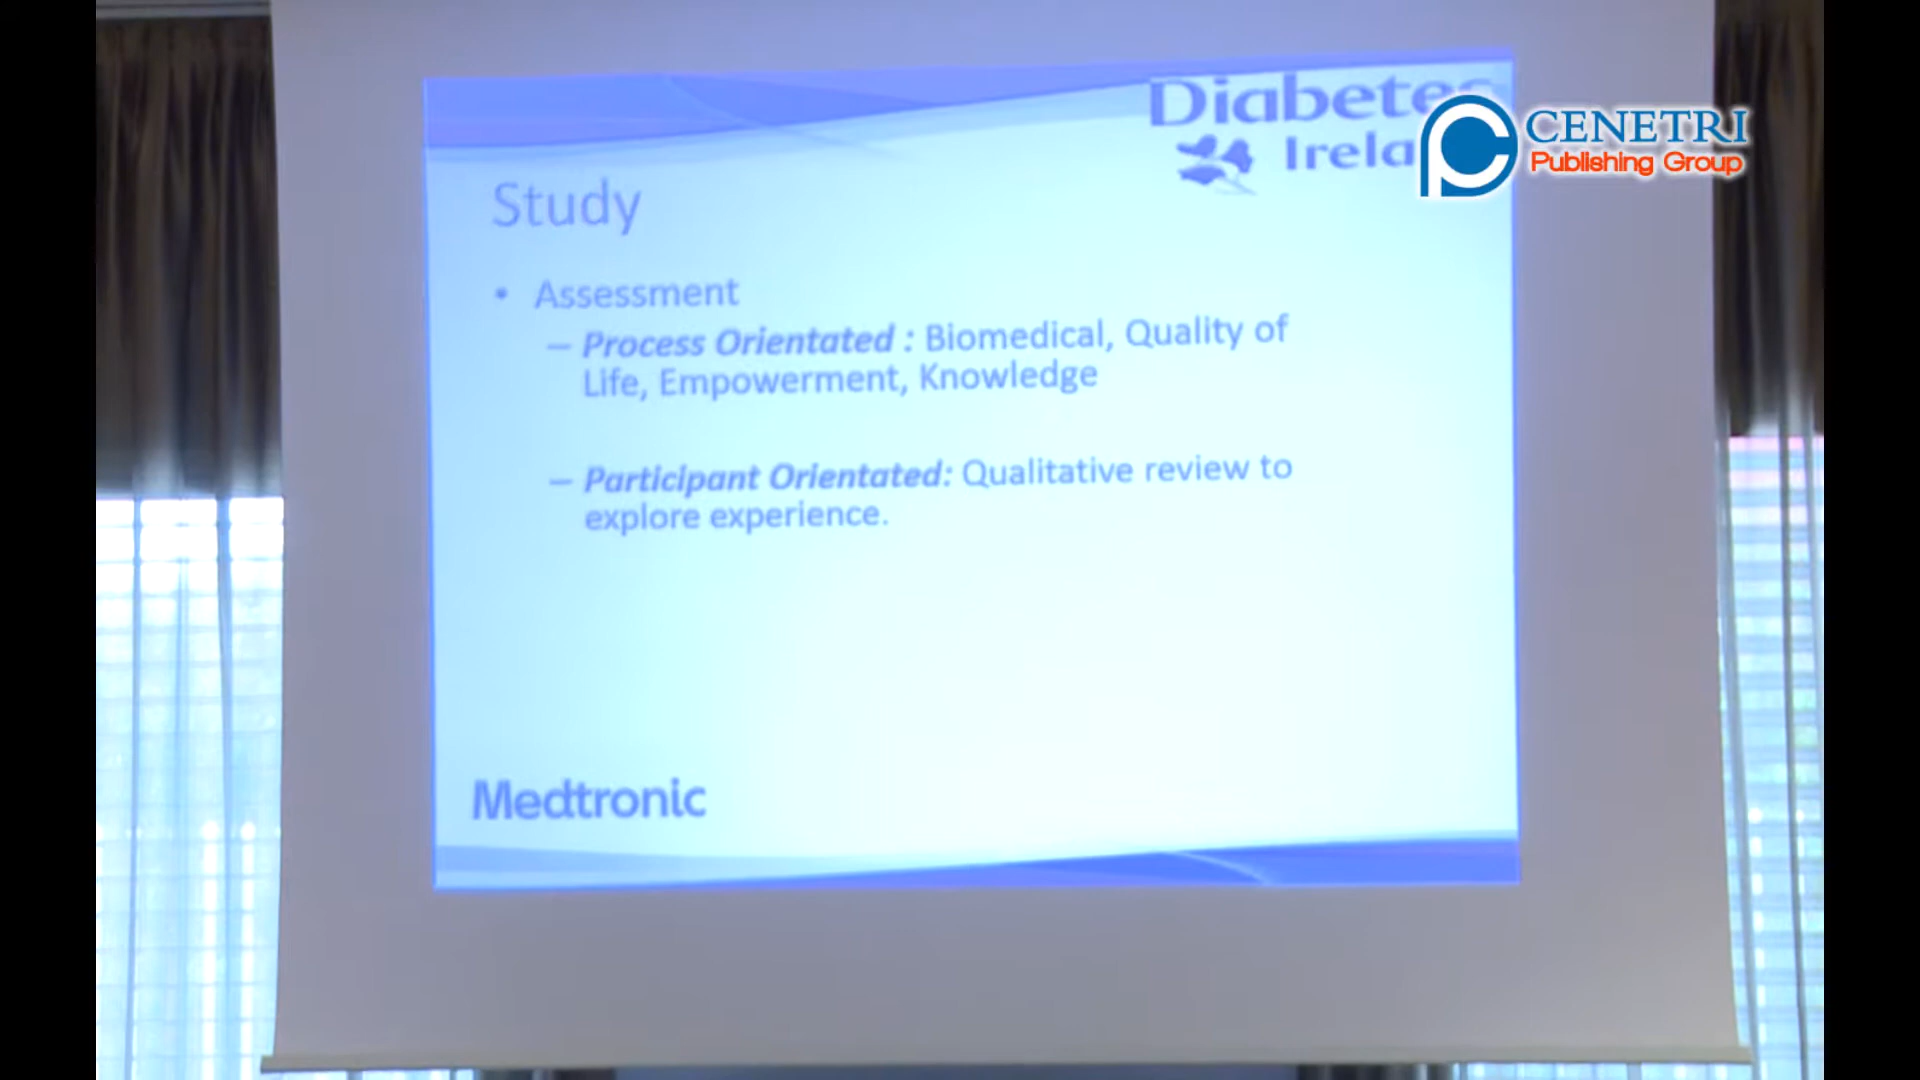 Diabetes
Irela
CENETRI
Publishing Group
Study
• Assessment
– Process Orientated : Biomedical, Quality of
Life, Empowerment, Knowledge
– Participant Orientated: Qualitative review to
explore experience.
Medtronic